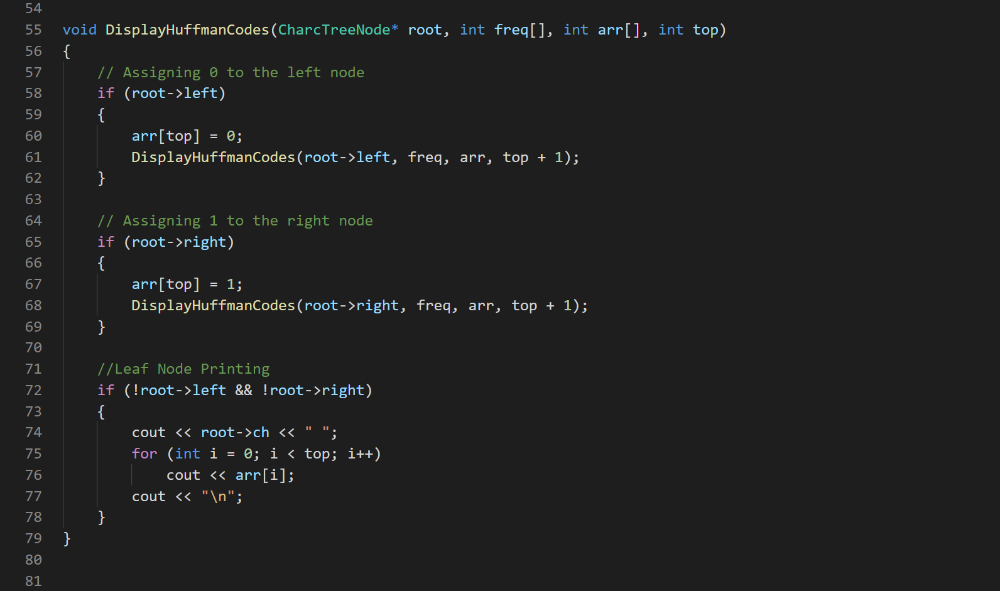 54
55 void DisplayHuffmanCodes(CharcTreeNode* root, int freq[], int arr[], int top)
56 {
57     // Assigning 0 to the left node
58     if (root->left)
59     {
60         arr[top] = 0;
61         DisplayHuffmanCodes(root->left, freq, arr, top + 1);
62     }
63
64     // Assigning 1 to the right node
65     if (root->right)
66     {
67         arr[top] = 1;
68         DisplayHuffmanCodes(root->right, freq, arr, top + 1);
69     }
70
71     //Leaf Node Printing
72     if (!root->left && !root->right)
73     {
74         cout << root->ch << " ";
75         for (int i = 0; i < top; i++)
76             cout << arr[i];
77         cout << "\n";
78     }
79 }
80
81